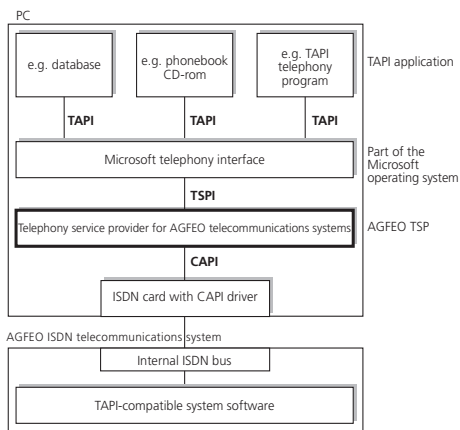 PC
e.g. database
e.g. phonebook
CD-rom
e.g. TAPI
telephony
program
TAPI application
TAPI
TAPI
TAPI
Microsoft telephony interface
Part of the
Microsoft
operating system
TSPI
Telephony service provider for AGFEO telecommunications systems
AGFEO TSP
CAPI
ISDN card with CAPI driver
AGFEO ISDN telecommunications system
Internal ISDN bus
TAPI-compatible system software